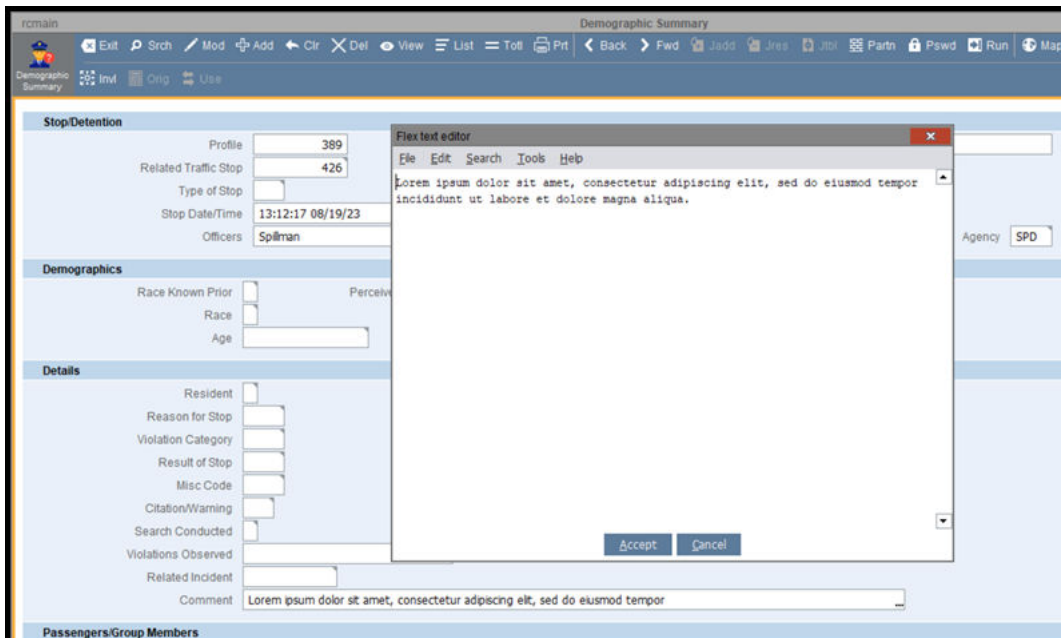 rcmain Demographic Summary
Exit Srch Mod Add Clr Del View List Totl Prt Back Fwd Jadd Jres Jtbl Partn Pswd Run Map
Demographic Summary
Invl Orig Use
Stop/Detention
Profile 389
Related Traffic Stop 426
Type of Stop
Stop Date/Time 13:12:17 08/19/23
Officers Spillman
Agency SPD
Flex text editor
File Edit Search Tools Help
Lorem ipsum dolor sit amet, consectetur adipiscing elit, sed do eiusmod tempor
incididunt ut labore et dolore magna aliqua.
Accept Cancel
Demographics
Race Known Prior Perceive
Race
Age
Details
Resident
Reason for Stop
Violation Category
Result of Stop
Misc Code
Citation/Warning
Search Conducted
Violations Observed
Related Incident
Comment Lorem ipsum dolor sit amet, consectetur adipiscing elit, sed do eiusmod tempor ...
Passengers/Group Members